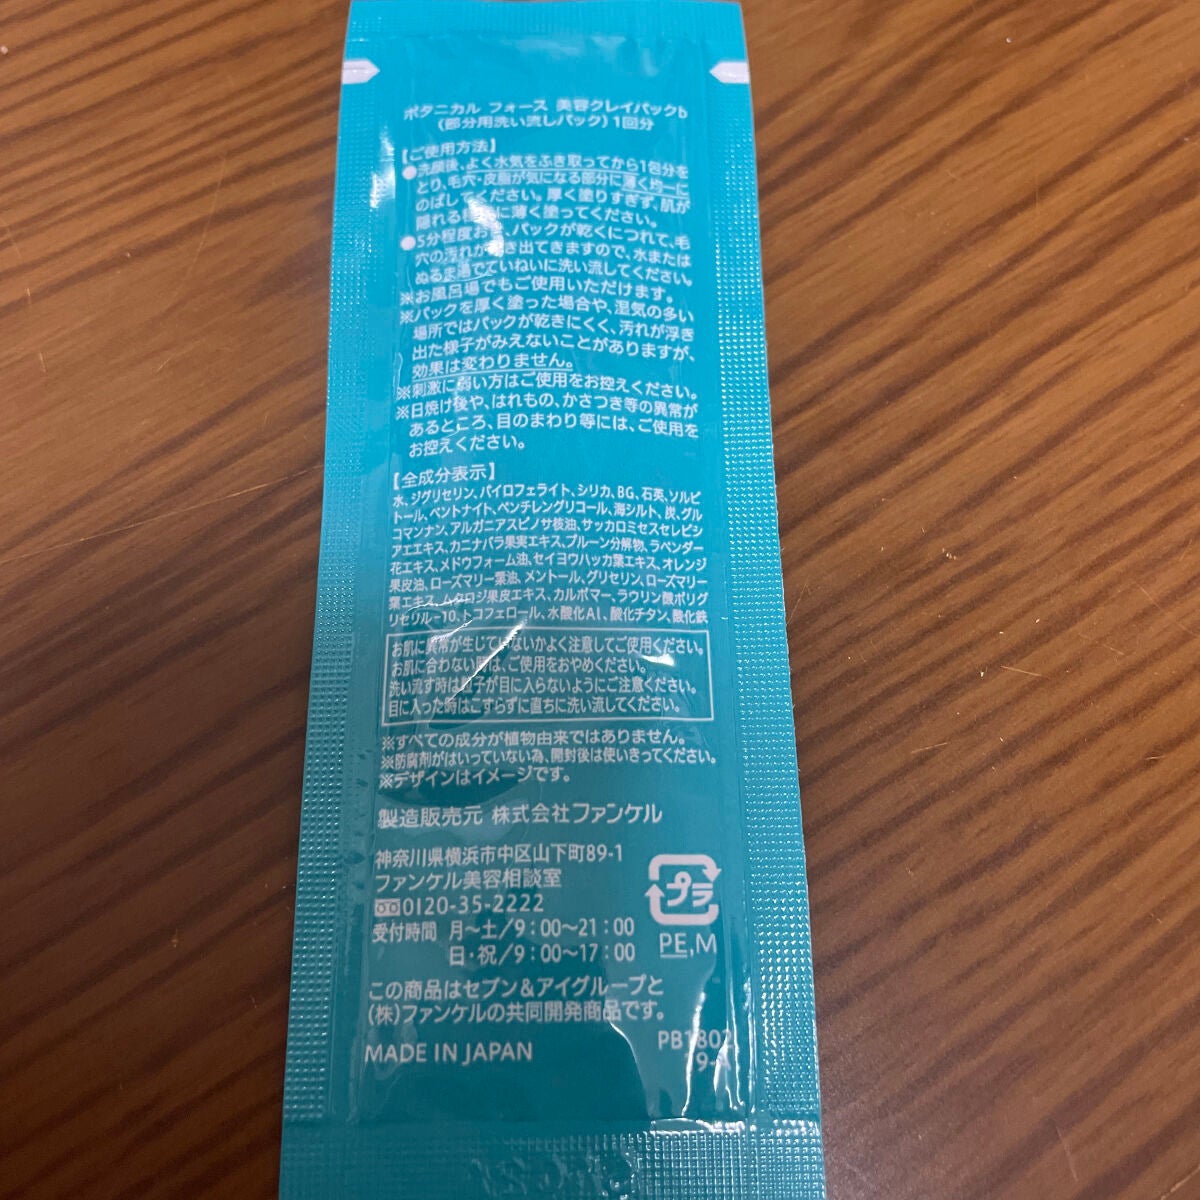 ボタニカル フォース 美容クレイパックb
(部分用洗い流しパック) 1回分
【ご使用方法】
●洗顔後、よく水気をふき取ってから1包分を
とり、毛穴・皮脂が気になる部分に薄く均一に
のばしてください。厚く塗りすぎず、肌が
隠れる程度に薄く塗ってください。
●5分程度おき、パックが乾くにつれて、毛
穴の汚れが浮き出てきますので、水または
ぬるま湯でていねいに洗い流してください。
※お風呂場でもご使用いただけます。
※パックを厚く塗った場合や、湿気の多い
場所ではパックが乾きにくく、汚れが浮き
出た様子がみえないことがありますが、
効果は変わりません。
※刺激に弱い方はご使用をお控えください。
※日焼け後や、はれもの、かさつき等の異常が
あるところ、目のまわり等には、ご使用を
お控えください。
【全成分表示】
水、ジグリセリン、パイロフェライト、シリカ、BG、石英、ソルビ
トール、ベントナイト、ペンチレングリコール、海シルト、炭、グル
コマンナン、アルガニアスピノサ核油、サッカロミセスセレビシ
アエエキス、カニナバラ果実エキス、プルーン分解物、ラベンダー
花エキス、メドウフォーム油、セイヨウハッカ葉エキス、オレンジ
果皮油、ローズマリー葉油、メントール、グリセリン、ローズマリー
葉エキス、ムクロジ果皮エキス、カルボマー、ラウリン酸ポリグ
リセリル-10、トコフェロール、水酸化Al、酸化チタン、酸化鉄
お肌に異常が生じていないかよく注意してご使用ください。
お肌に合わない時は、ご使用をおやめください。
洗い流す時は粒子が目に入らないようにご注意ください。
目に入った時はこすらずに直ちに洗い流してください。
※すべての成分が植物由来ではありません。
※防腐剤がはいっていない為、開封後は使いきってください。
※デザインはイメージです。
製造販売元 株式会社ファンケル
神奈川県横浜市中区山下町89-1
ファンケル美容相談室
0120-35-2222
受付時間 月〜土/9:00〜21:00
日・祝/9:00〜17:00
プラ
PE,M
この商品はセブン&アイグループと
(株)ファンケルの共同開発商品です。
MADE IN JAPAN